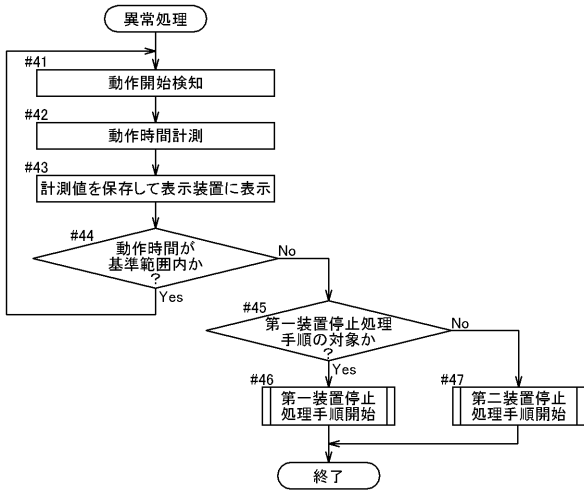 異常処理
#41
動作開始検知
#42
動作時間計測
#43
計測値を保存して表示装置に表示
#44
動作時間が
基準範囲内か
?
No
Yes
#45
第一装置停止処理
手順の対象か
?
No
Yes
#46
第一装置停止
処理手順開始
#47
第二装置停止
処理手順開始
終了